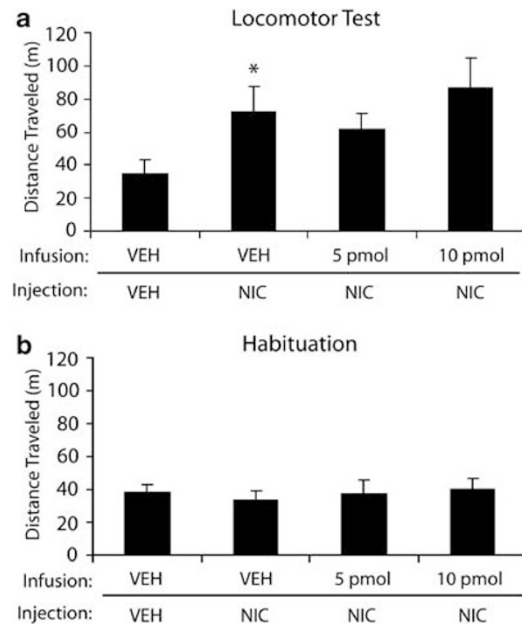 a
Locomotor Test
Distance Traveled (m)
120
100
80
60
40
20
0
*
Infusion: VEH VEH 5 pmol 10 pmol
Injection: VEH NIC NIC NIC
b
Habituation
Distance Traveled (m)
120
100
80
60
40
20
0
Infusion: VEH VEH 5 pmol 10 pmol
Injection: VEH NIC NIC NIC